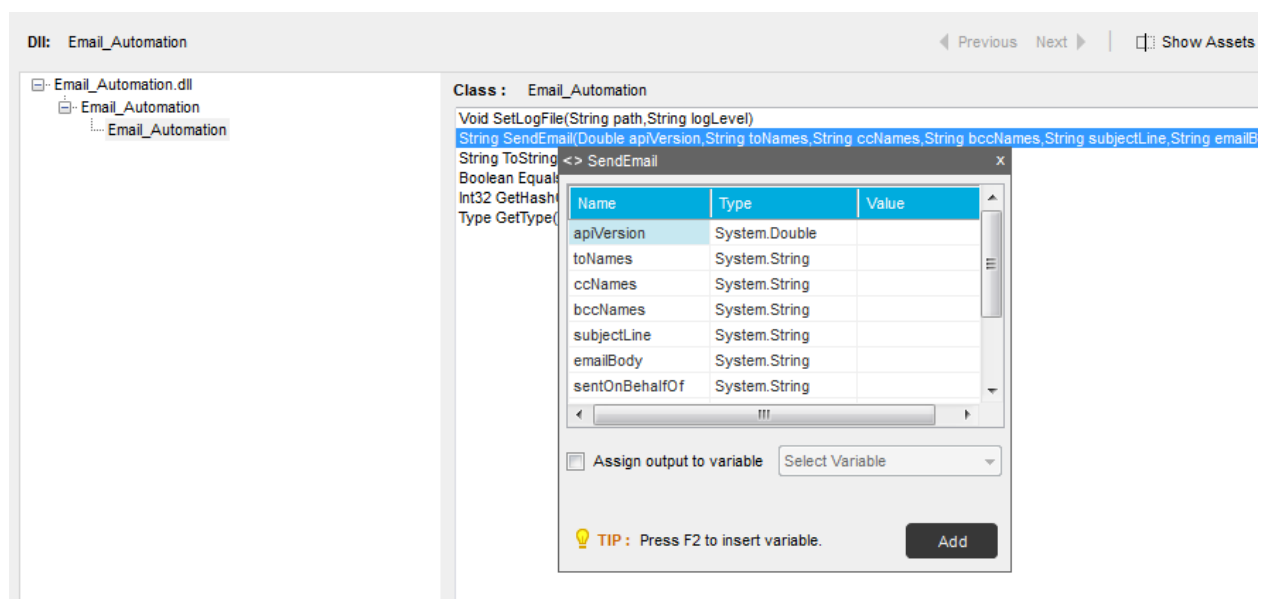 Dll: Email_Automation
Previous Next Show Assets
Email_Automation.dll
Email_Automation
Email_Automation
Class : Email_Automation
Void SetLogFile(String path,String logLevel)
String SendEmail(Double apiVersion,String toNames,String ccNames,String bccNames,String subjectLine,String emailB
String ToString
Boolean Equals
Int32 GetHash
Type GetType(
<> SendEmail x
Name Type Value
apiVersion System.Double
toNames System.String
ccNames System.String
bccNames System.String
subjectLine System.String
emailBody System.String
sentOnBehalfOf System.String
Assign output to variable Select Variable
TIP : Press F2 to insert variable.
Add